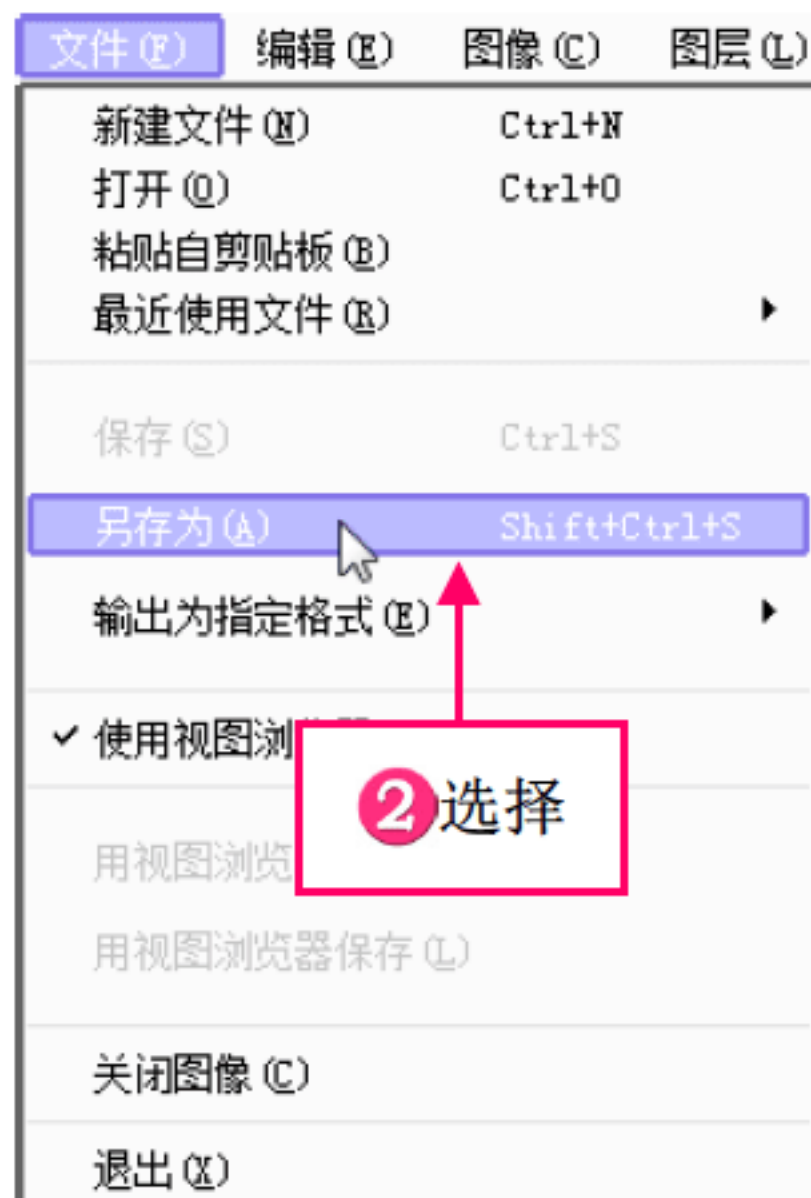 文件(F) 编辑(E) 图像(C) 图层(L)
新建文件(N) Ctrl+N
打开(O) Ctrl+O
粘贴自剪贴板(B)
最近使用文件(R)
保存(S) Ctrl+S
另存为(A) Shift+Ctrl+S
输出为指定格式(E)
使用视图浏
2选择
用视图浏览
用视图浏览器保存(L)
关闭图像(C)
退出(X)